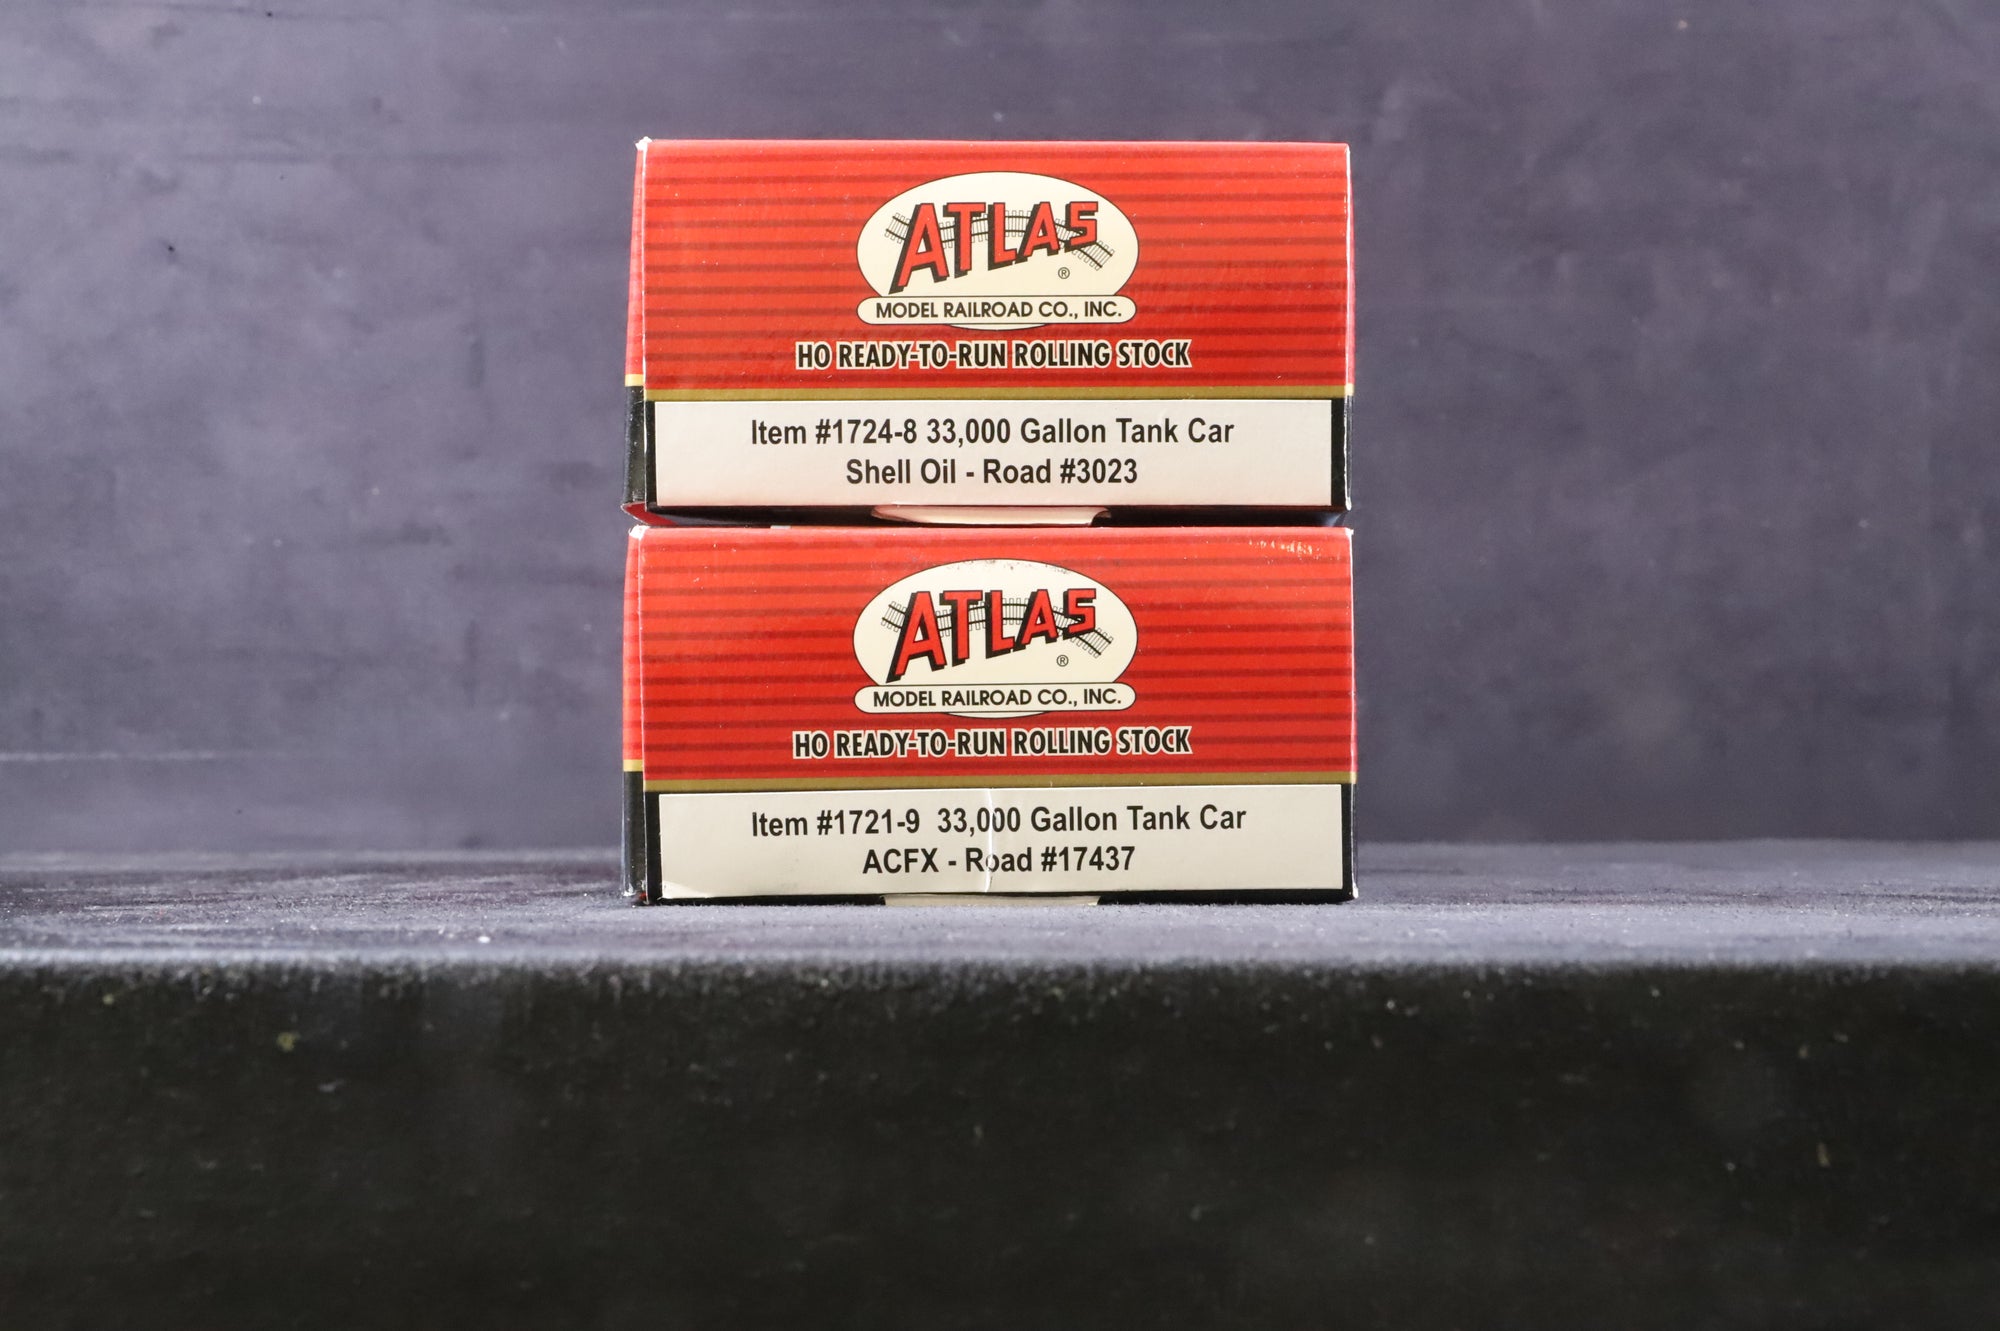 ATLAS
®
MODEL RAILROAD CO., INC.
HO READY-TO-RUN ROLLING STOCK
Item #1724-8 33,000 Gallon Tank Car
Shell Oil - Road #3023
ATLAS
®
MODEL RAILROAD CO., INC.
HO READY-TO-RUN ROLLING STOCK
Item #1721-9 33,000 Gallon Tank Car
ACFX - Road #17437